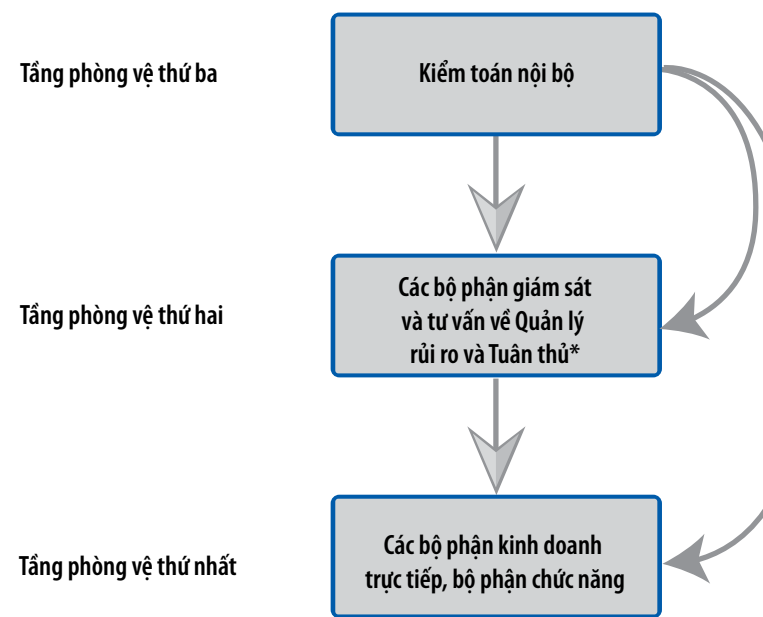 Tầng phòng vệ thứ ba
Kiểm toán nội bộ
Tầng phòng vệ thứ hai
Các bộ phận giám sát
và tư vấn về Quản lý
rủi ro và Tuân thủ*
Tầng phòng vệ thứ nhất
Các bộ phận kinh doanh
trực tiếp, bộ phận chức năng